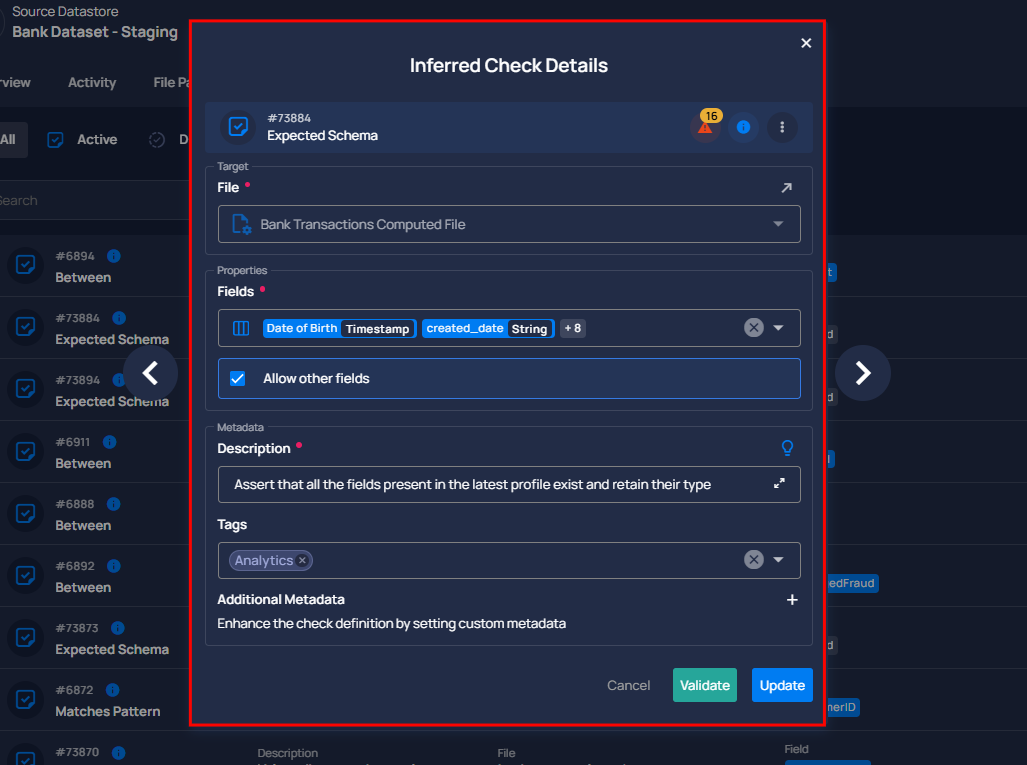 Source Datastore
Bank Dataset - Staging
rview Activity File Pa
All Active D
Search
#6894
Between
#73884
Expected Schema
#73894
Expected Schema
#6911
Between
#6888
Between
#6892
Between
#73873
Expected Schema
#6872
Matches Pattern
#73870
Inferred Check Details
#73884
Expected Schema
16
Target
File •
Bank Transactions Computed File
Properties
Fields •
Date of Birth Timestamp created_date String + 8
Allow other fields
Metadata
Description •
Assert that all the fields present in the latest profile exist and retain their type
Tags
Analytics
Additional Metadata
Enhance the check definition by setting custom metadata
Cancel Validate Update
t
d
d
edFraud
d
merID
Description File Field